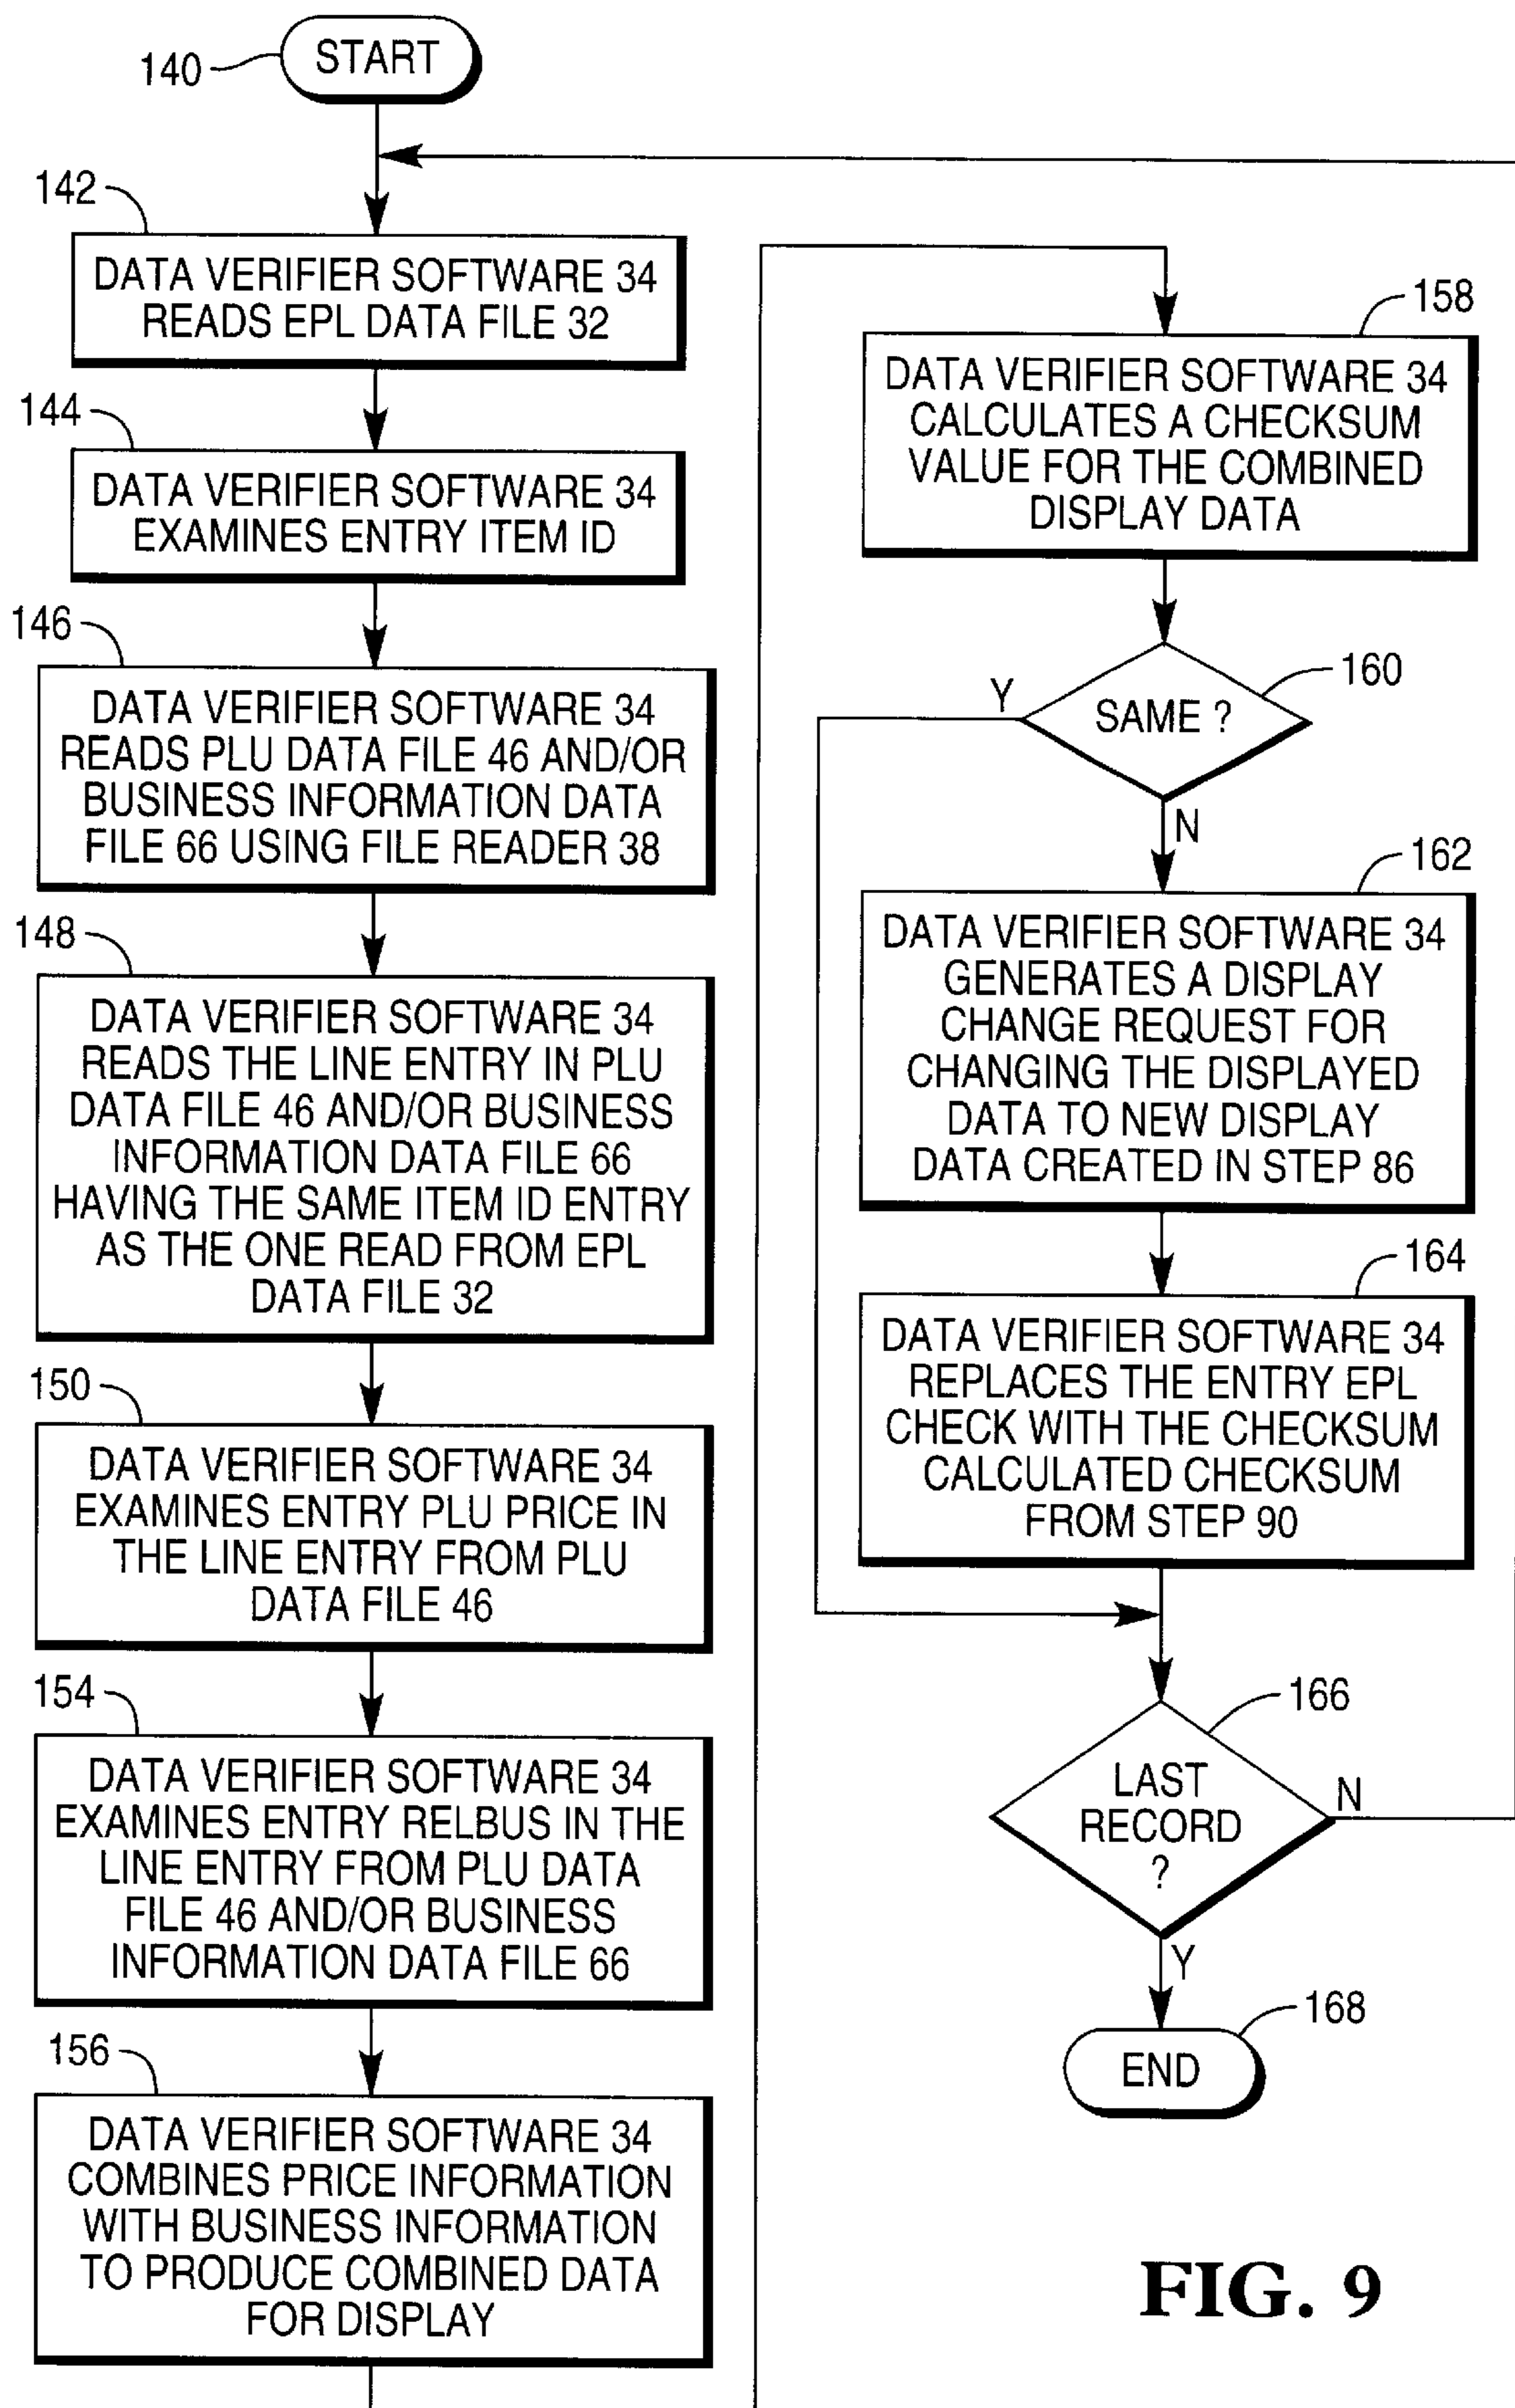 140
START
142
DATA VERIFIER SOFTWARE 34
READS EPL DATA FILE 32
144
DATA VERIFIER SOFTWARE 34
EXAMINES ENTRY ITEM ID
146
DATA VERIFIER SOFTWARE 34
READS PLU DATA FILE 46 AND/OR
BUSINESS INFORMATION DATA
FILE 66 USING FILE READER 38
148
DATA VERIFIER SOFTWARE 34
READS THE LINE ENTRY IN PLU
DATA FILE 46 AND/OR BUSINESS
INFORMATION DATA FILE 66
HAVING THE SAME ITEM ID ENTRY
AS THE ONE READ FROM EPL
DATA FILE 32
150
DATA VERIFIER SOFTWARE 34
EXAMINES ENTRY PLU PRICE IN
THE LINE ENTRY FROM PLU
DATA FILE 46
154
DATA VERIFIER SOFTWARE 34
EXAMINES ENTRY RELBUS IN THE
LINE ENTRY FROM PLU DATA
FILE 46 AND/OR BUSINESS
INFORMATION DATA FILE 66
156
DATA VERIFIER SOFTWARE 34
COMBINES PRICE INFORMATION
WITH BUSINESS INFORMATION
TO PRODUCE COMBINED DATA
FOR DISPLAY
158
DATA VERIFIER SOFTWARE 34
CALCULATES A CHECKSUM
VALUE FOR THE COMBINED
DISPLAY DATA
160
Y
SAME ?
N
162
DATA VERIFIER SOFTWARE 34
GENERATES A DISPLAY
CHANGE REQUEST FOR
CHANGING THE DISPLAYED
DATA TO NEW DISPLAY
DATA CREATED IN STEP 86
164
DATA VERIFIER SOFTWARE 34
REPLACES THE ENTRY EPL
CHECK WITH THE CHECKSUM
CALCULATED CHECKSUM
FROM STEP 90
166
LAST
RECORD
?
N
Y
168
END
FIG. 9